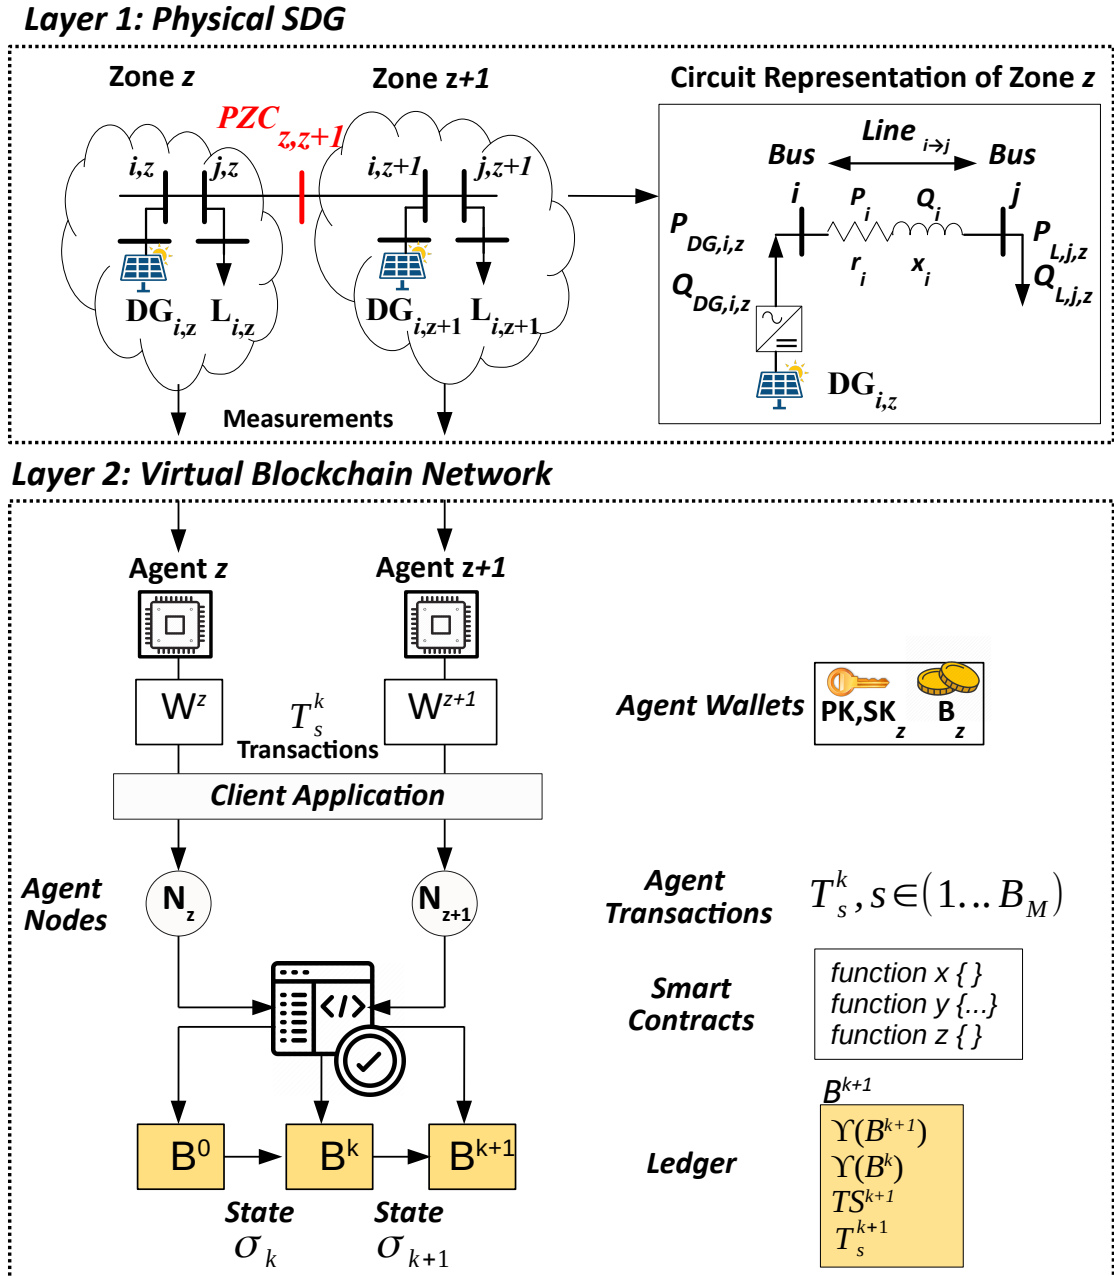 Layer 1: Physical SDG
Zone z
Zone z+1
Circuit Representation of Zone z
PZC z,z+1
i,z
j,z
i,z+1
j,z+1
DG i,z
L i,z
DG i,z+1
L i,z+1
Measurements
Line i→j
Bus
Bus
i
j
P i
Q i
P DG,i,z
r i
x i
P L,j,z
Q DG,i,z
Q L,j,z
DG i,z
Layer 2: Virtual Blockchain Network
Agent z
Agent z+1
W^z
T_s^k
W^z+1
Transactions
Client Application
Agent Wallets
PK,SK z
B z
Agent
Nodes
N z
N z+1
Agent
Transactions
T_s^k, s∈(1... B_M)
</>
Smart
Contracts
function x { }
function y {...}
function z { }
B^0
B^k
B^k+1
State
σ k
State
σ k+1
Ledger
B^k+1
ϒ(B^k+1)
ϒ(B^k)
TS^k+1
T_s^k+1